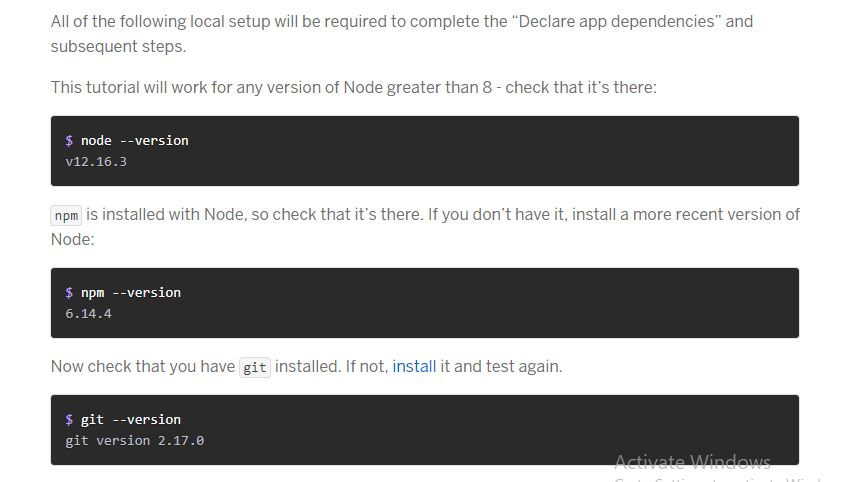 All of the following local setup will be required to complete the “Declare app dependencies” and
subsequent steps.
This tutorial will work for any version of Node greater than 8 - check that it’s there:
$ node --version
v12.16.3
npm is installed with Node, so check that it’s there. If you don’t have it, install a more recent version of
Node:
$ npm --version
6.14.4
Now check that you have git installed. If not, install it and test again.
$ git --version
git version 2.17.0
Activate Windows